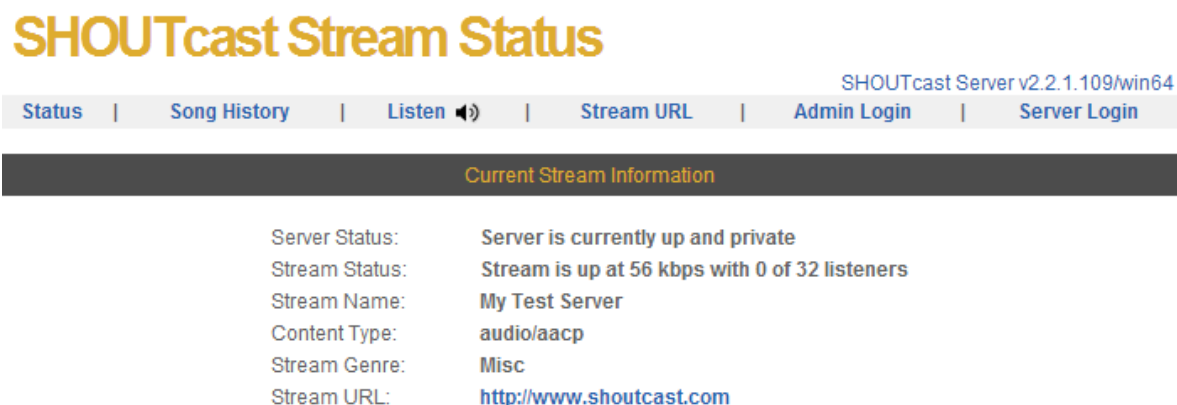 SHOUTcast Stream Status
SHOUTcast Server v2.2.1.109/win64
Status | Song History | Listen | Stream URL | Admin Login | Server Login
Current Stream Information
Server Status: Server is currently up and private
Stream Status: Stream is up at 56 kbps with 0 of 32 listeners
Stream Name: My Test Server
Content Type: audio/aacp
Stream Genre: Misc
Stream URL: http://www.shoutcast.com